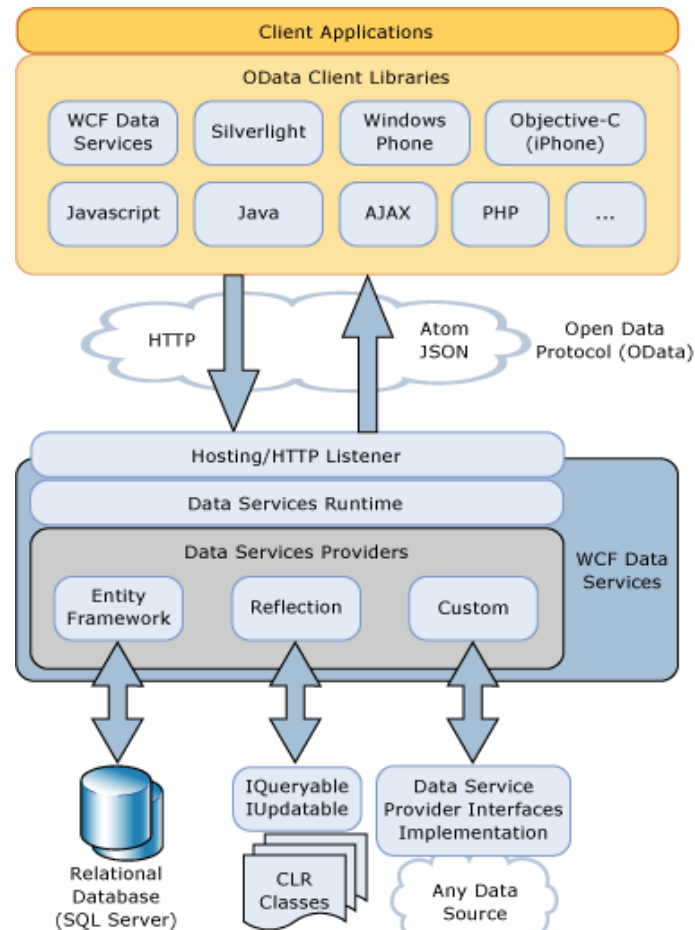 Client Applications
OData Client Libraries
WCF Data
Services
Silverlight
Windows
Phone
Objective-C
(iPhone)
Javascript
Java
AJAX
PHP
...
HTTP
Atom
JSON
Open Data
Protocol (OData)
Hosting/HTTP Listener
Data Services Runtime
Data Services Providers
WCF Data
Services
Entity
Framework
Reflection
Custom
Relational
Database
(SQL Server)
IQueryable
IUpdatable
CLR
Classes
Data Service
Provider Interfaces
Implementation
Any Data
Source